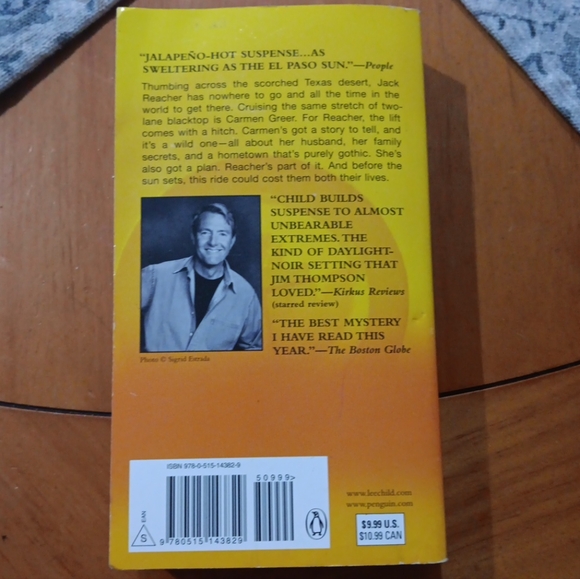 "JALAPEÑO-HOT SUSPENSE...AS
SWELTERING AS THE EL PASO SUN."—People
Thumbing across the scorched Texas desert, Jack
Reacher has nowhere to go and all the time in the
world to get there. Cruising the same stretch of two-
lane blacktop is Carmen Greer. For Reacher, the lift
comes with a hitch. Carmen's got a story to tell, and
it's a wild one—all about her husband, her family
secrets, and a hometown that's purely gothic. She's
also got a plan. Reacher's part of it. And before the
sun sets, this ride could cost them both their lives.
"CHILD BUILDS
SUSPENSE TO ALMOST
UNBEARABLE
EXTREMES. THE
KIND OF DAYLIGHT-
NOIR SETTING THAT
JIM THOMPSON
LOVED."—Kirkus Reviews
(starred review)
"THE BEST MYSTERY
I HAVE READ THIS
YEAR."—The Boston Globe
Photo © Sigrid Estrada
ISBN 978-0-515-14382-9
50999>
EAN
S
9 780515 143829
www.leechild.com
www.penguin.com
$9.99 U.S.
$10.99 CAN